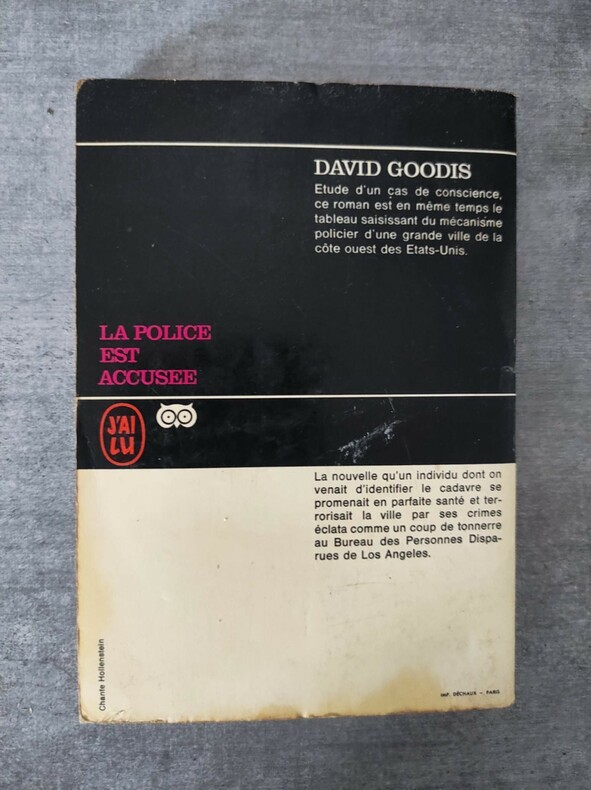 DAVID GOODIS
Etude d'un cas de conscience,
ce roman est en même temps le
tableau saisissant du mécanisme
policier d'une grande ville de la
côte ouest des Etats-Unis.
LA POLICE
EST
ACCUSEE
J'AI
LU
La nouvelle qu'un individu dont on
venait d'identifier le cadavre se
promenait en parfaite santé et ter-
rorisait la ville par ses crimes
éclata comme un coup de tonnerre
au Bureau des Personnes Dispa-
rues de Los Angeles.
Chante Hollenstein
IMP. DÉCHAUX - PARIS